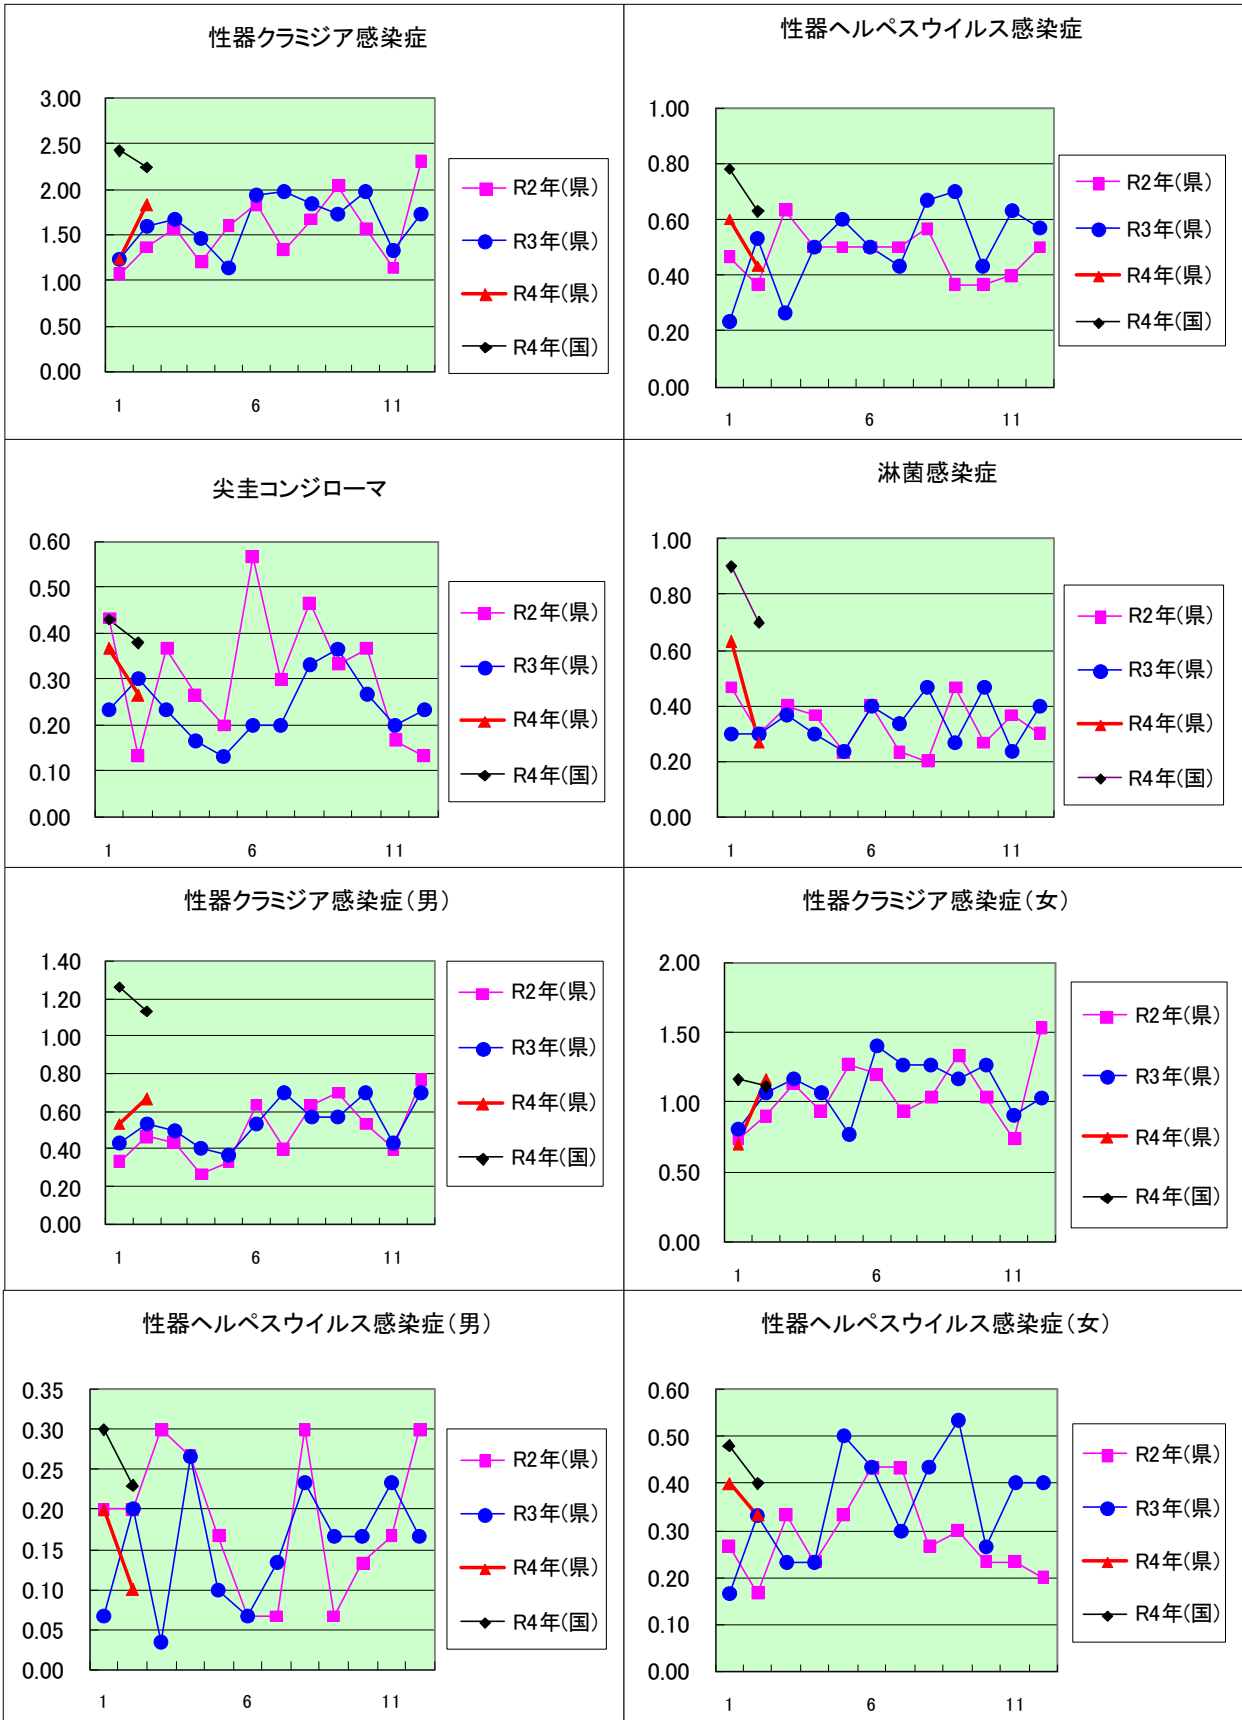 性器クラミジア感染症
3.00
2.50
2.00
1.50
1.00
0.50
0.00
1 6 11
R2年(県)
R3年(県)
R4年(県)
R4年(国)
性器ヘルペスウイルス感染症
1.00
0.80
0.60
0.40
0.20
0.00
1 6 11
R2年(県)
R3年(県)
R4年(県)
R4年(国)
尖圭コンジローマ
0.60
0.50
0.40
0.30
0.20
0.10
0.00
1 6 11
R2年(県)
R3年(県)
R4年(県)
R4年(国)
淋菌感染症
1.00
0.80
0.60
0.40
0.20
0.00
1 6 11
R2年(県)
R3年(県)
R4年(県)
R4年(国)
性器クラミジア感染症(男)
1.40
1.20
1.00
0.80
0.60
0.40
0.20
0.00
1 6 11
R2年(県)
R3年(県)
R4年(県)
R4年(国)
性器クラミジア感染症(女)
2.00
1.50
1.00
0.50
0.00
1 6 11
R2年(県)
R3年(県)
R4年(県)
R4年(国)
性器ヘルペスウイルス感染症(男)
0.35
0.30
0.25
0.20
0.15
0.10
0.05
0.00
1 6 11
R2年(県)
R3年(県)
R4年(県)
R4年(国)
性器ヘルペスウイルス感染症(女)
0.60
0.50
0.40
0.30
0.20
0.10
0.00
1 6 11
R2年(県)
R3年(県)
R4年(県)
R4年(国)